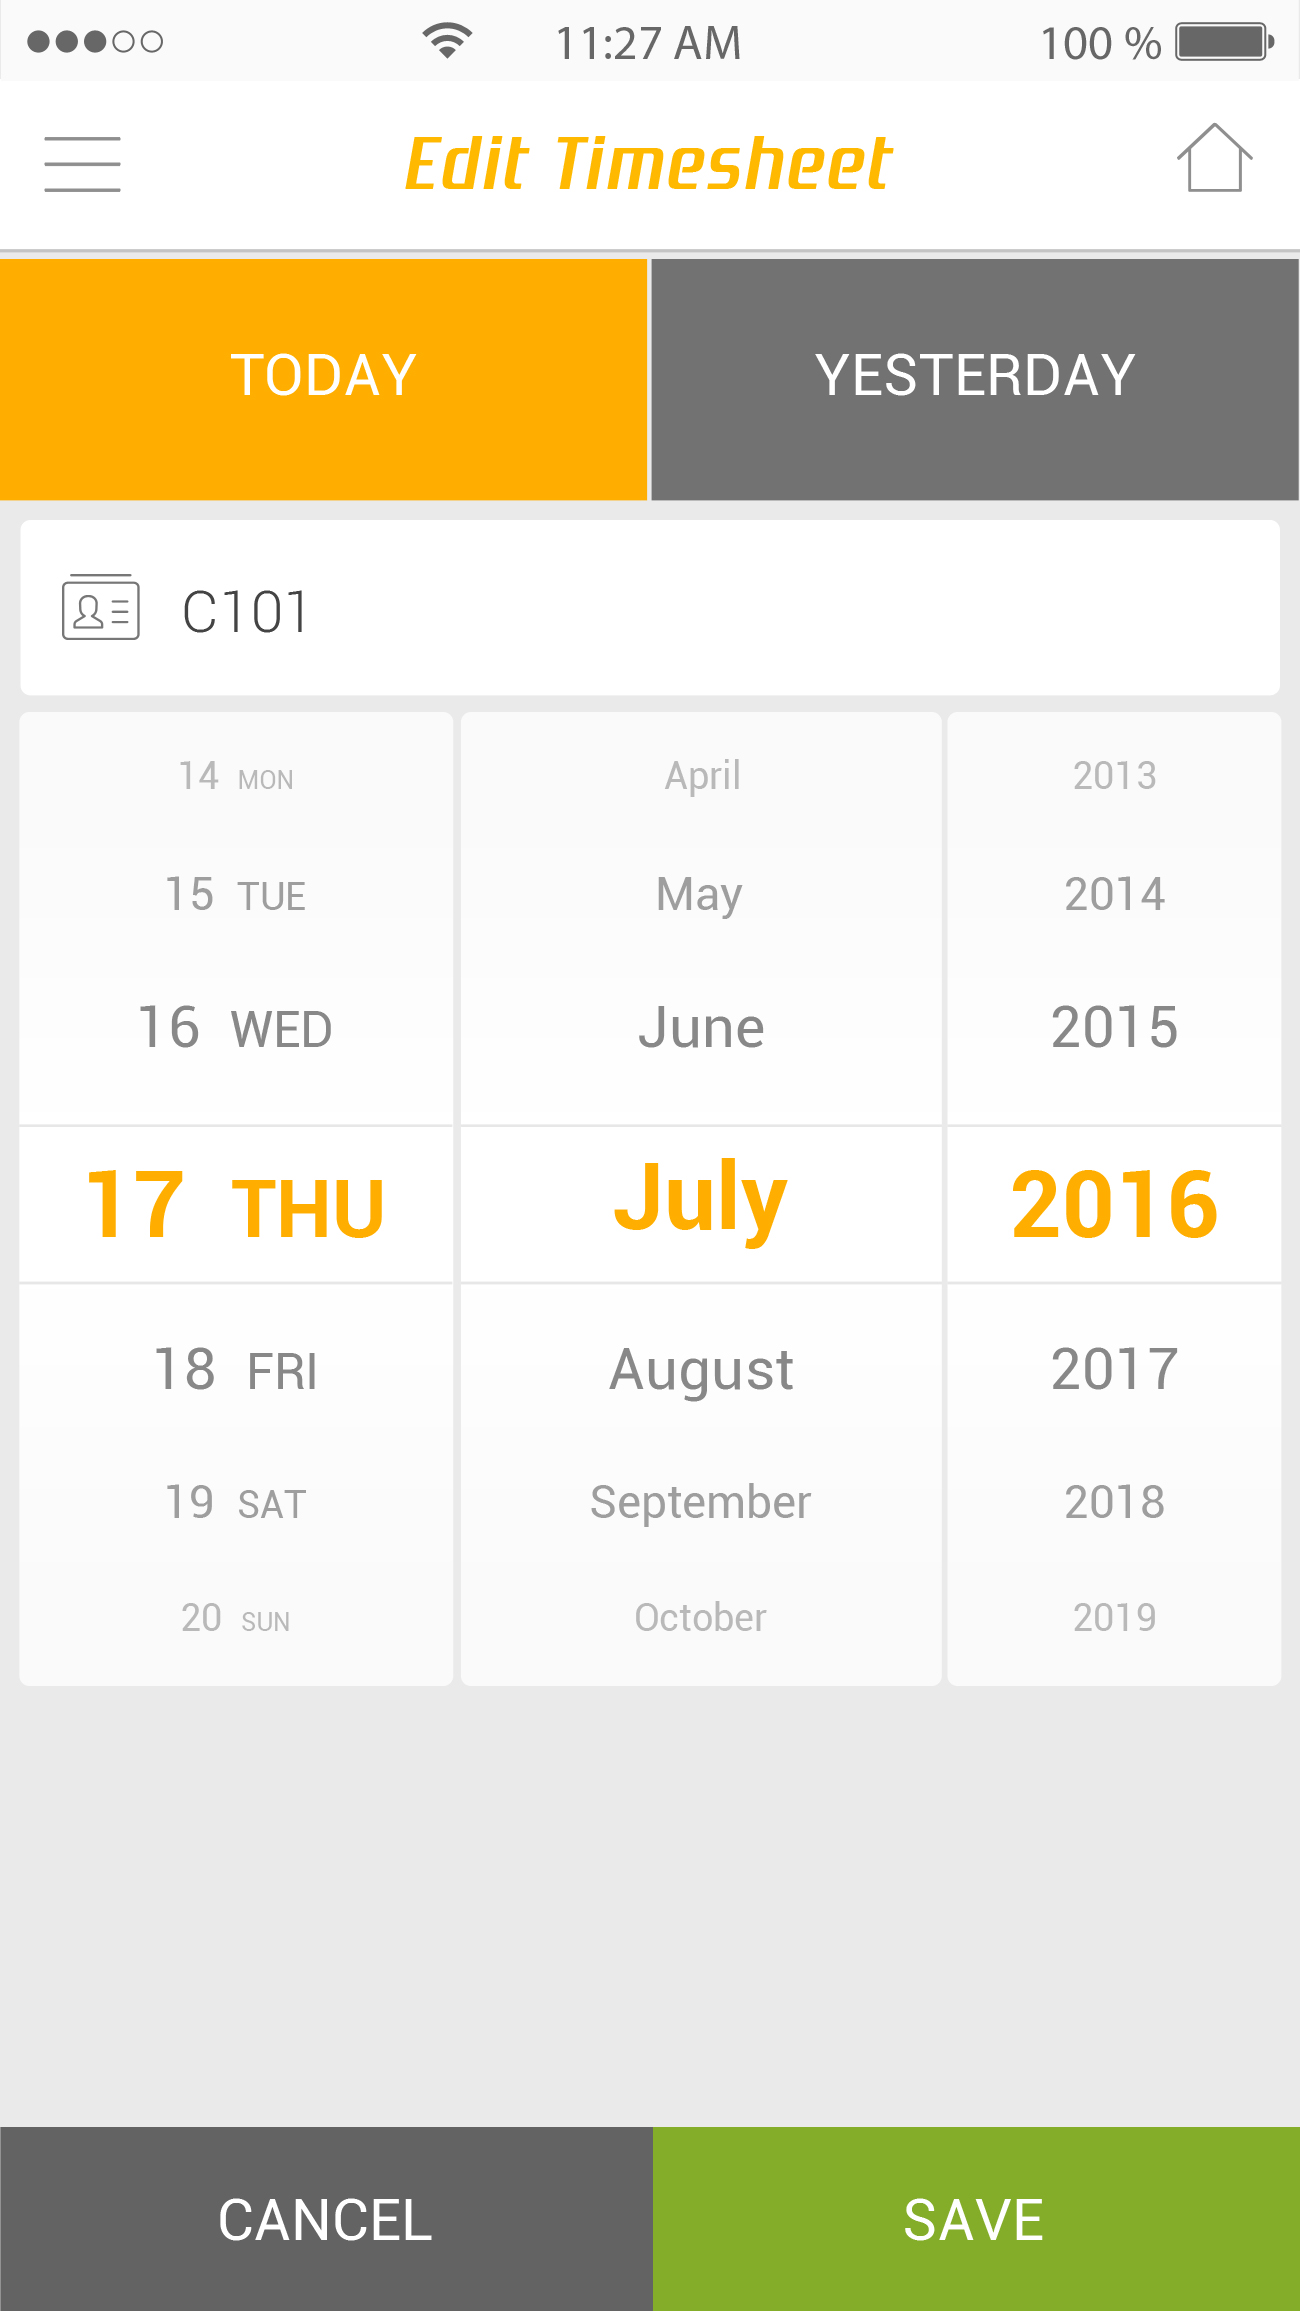 11:27 AM 100 %
Edit Timesheet
TODAY YESTERDAY
C101
14 MON April 2013
15 TUE May 2014
16 WED June 2015
17 THU July 2016
18 FRI August 2017
19 SAT September 2018
20 SUN October 2019
CANCEL SAVE